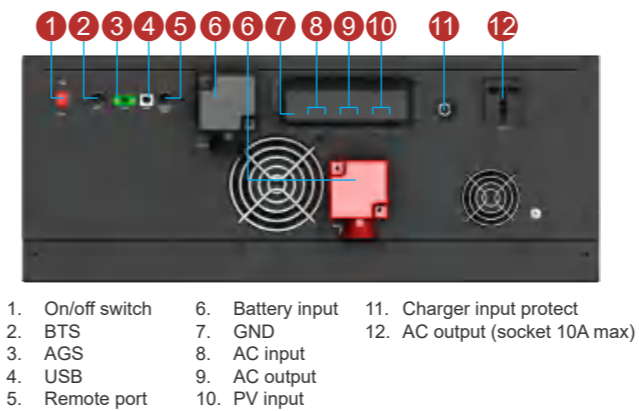 1 2 3 4 5 6 6 7 8 9 10 11 12
1. On/off switch
2. BTS
3. AGS
4. USB
5. Remote port
6. Battery input
7. GND
8. AC input
9. AC output
10. PV input
11. Charger input protect
12. AC output (socket 10A max)